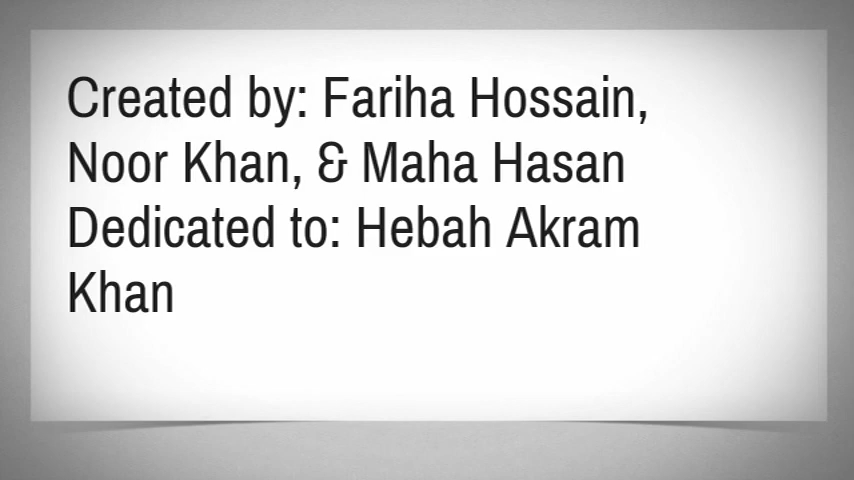 Created by: Fariha Hossain,
Noor Khan, & Maha Hasan
Dedicated to: Hebah Akram
Khan